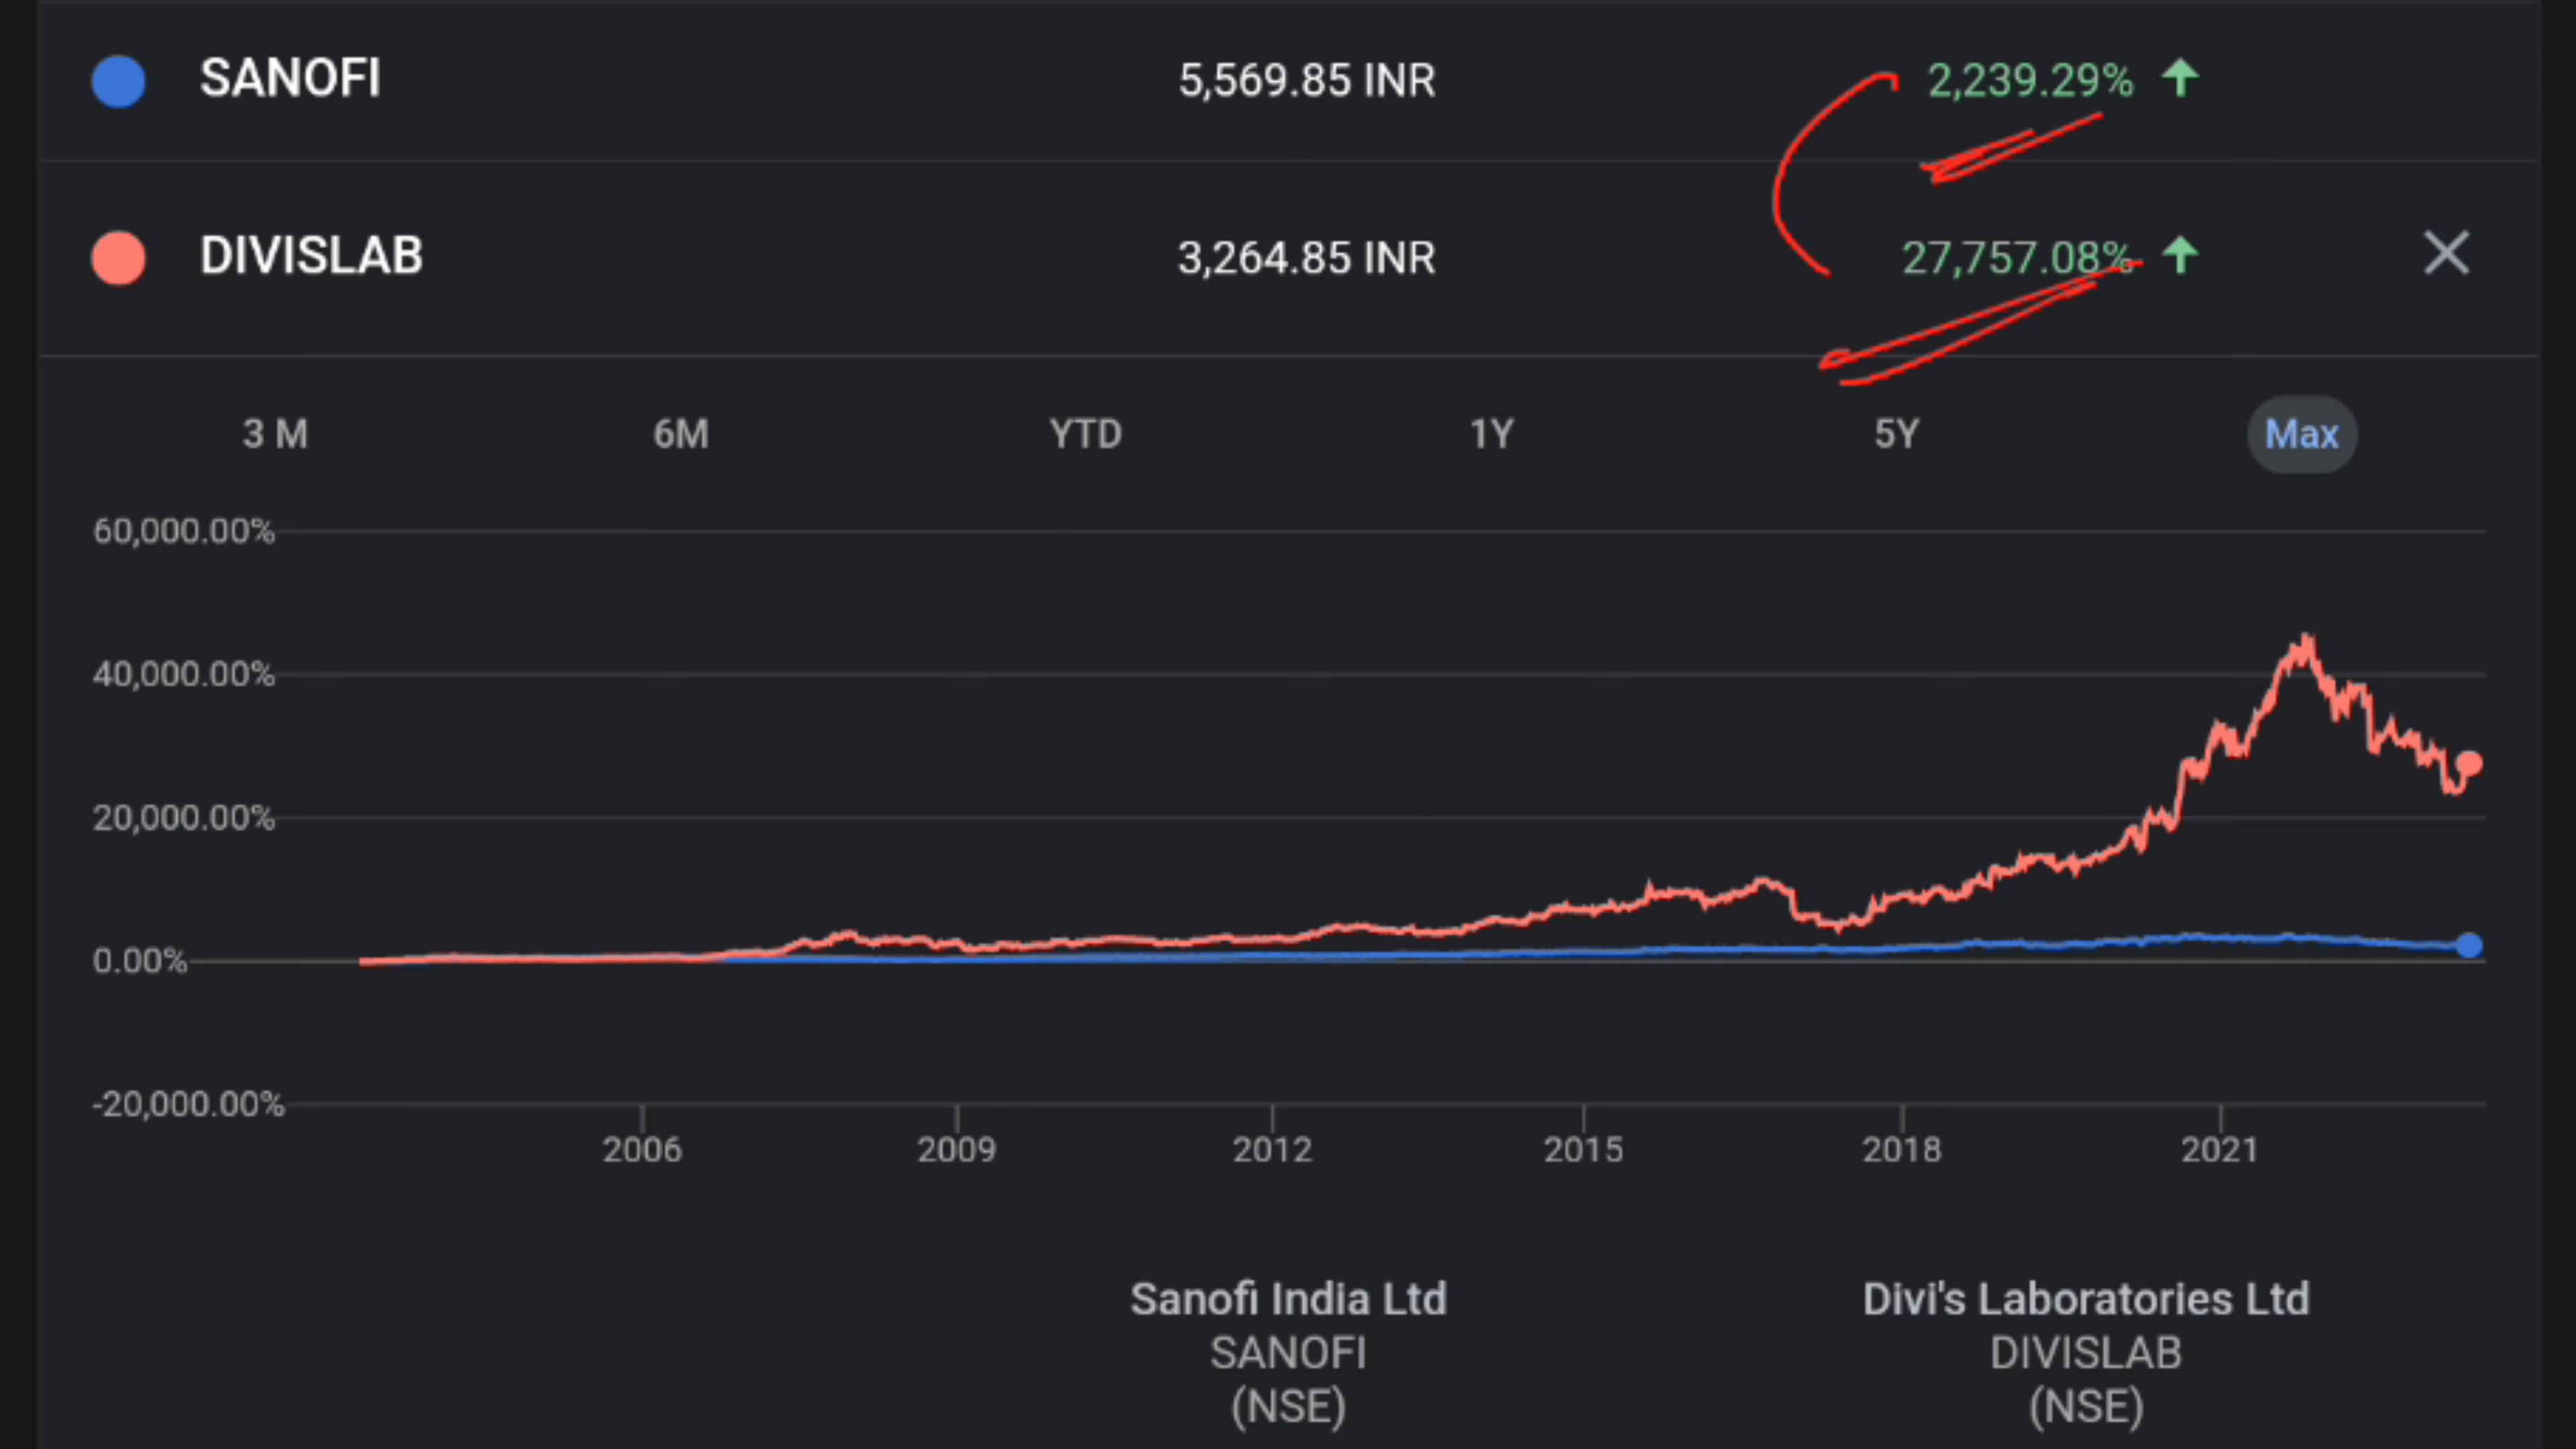 SANOFI 5,569.85 INR 2,239.29%
DIVISLAB 3,264.85 INR 27,757.08%
3 M 6M YTD 1Y 5Y Max
60,000.00%
40,000.00%
20,000.00%
0.00%
-20,000.00%
2006 2009 2012 2015 2018 2021
Sanofi India Ltd Divi's Laboratories Ltd
SANOFI DIVISLAB
(NSE) (NSE)